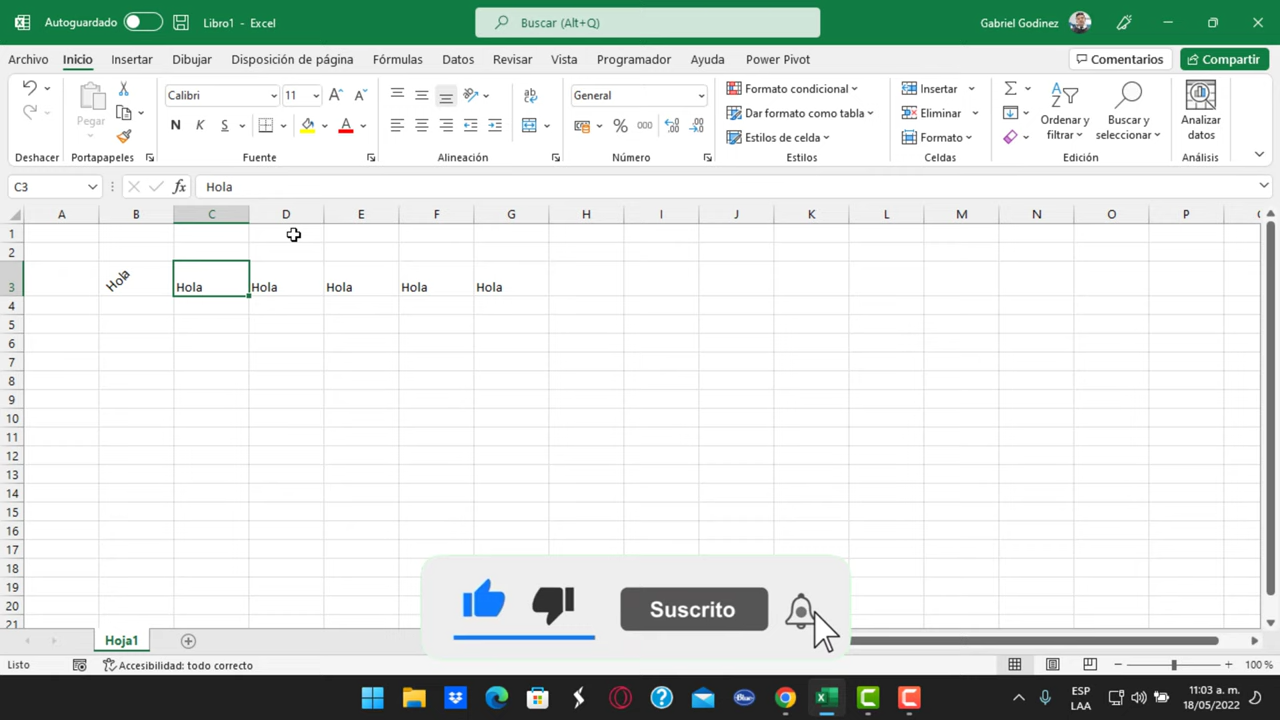 Autoguardado Libro1 - Excel Buscar (Alt+Q) Gabriel Godinez
Archivo Inicio Insertar Dibujar Disposición de página Fórmulas Datos Revisar Vista Programador Ayuda Power Pivot Comentarios Compartir
Calibri 11 General Formato condicional Insertar
Pegar N K S A % 000 Dar formato como tabla Eliminar Ordenar y filtrar Buscar y seleccionar Analizar datos
Estilos de celda Formato
Deshacer Portapapeles Fuente Alineación Número Estilos Celdas Edición Análisis
C3 fx Hola
A B C D E F G H I J K L M N O P
1
2
3 Hola Hola Hola Hola Hola Hola
4
5
6
7
8
9
10
11
12
13
14
15
16
17
18
19
20
21
Suscrito
Hoja1
Listo Accesibilidad: todo correcto 100 %
ESP 11:03 a. m.
LAA 18/05/2022